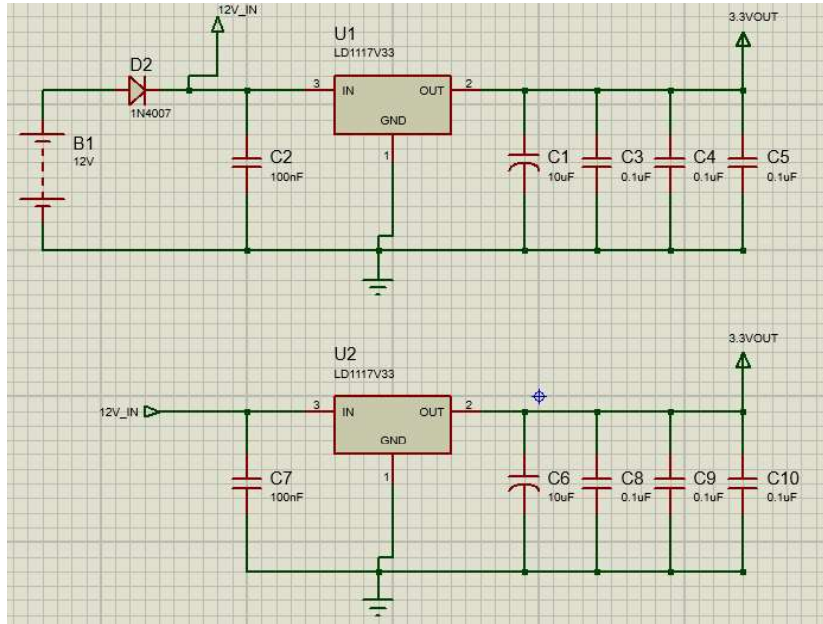 12V_IN
3.3VOUT
U1
LD1117V33
D2
1N4007
3 IN OUT 2
GND
1
B1
12V
C2
100nF
C1
10uF
C3
0.1uF
C4
0.1uF
C5
0.1uF
3.3VOUT
U2
LD1117V33
12V_IN
3 IN OUT 2
GND
1
C7
100nF
C6
10uF
C8
0.1uF
C9
0.1uF
C10
0.1uF